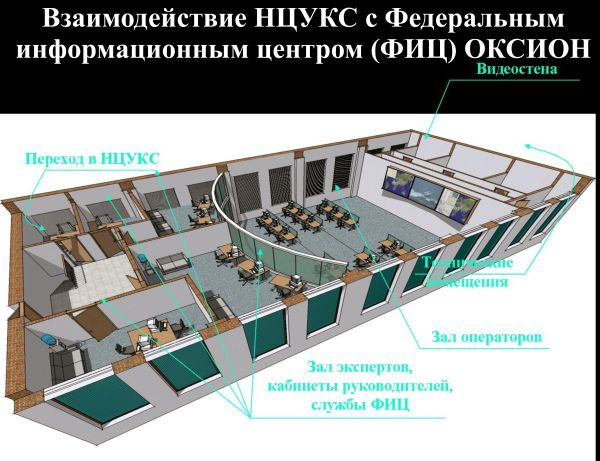 Взаимодействие НЦУКС с Федеральным
информационным центром (ФИЦ) ОКСИОН
Видеостена
Переход в НЦУКС
Технические
помещения
Зал операторов
Зал экспертов,
кабинеты руководителей,
службы ФИЦ